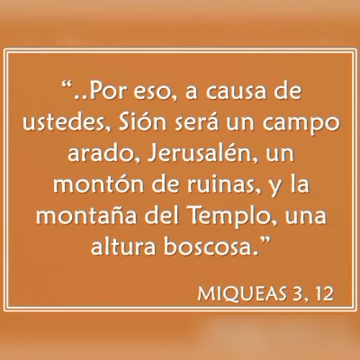 “..Por eso, a causa de
ustedes, Sión será un campo
arado, Jerusalén, un
montón de ruinas, y la
montaña del Templo, una
altura boscosa.”
MIQUEAS 3, 12